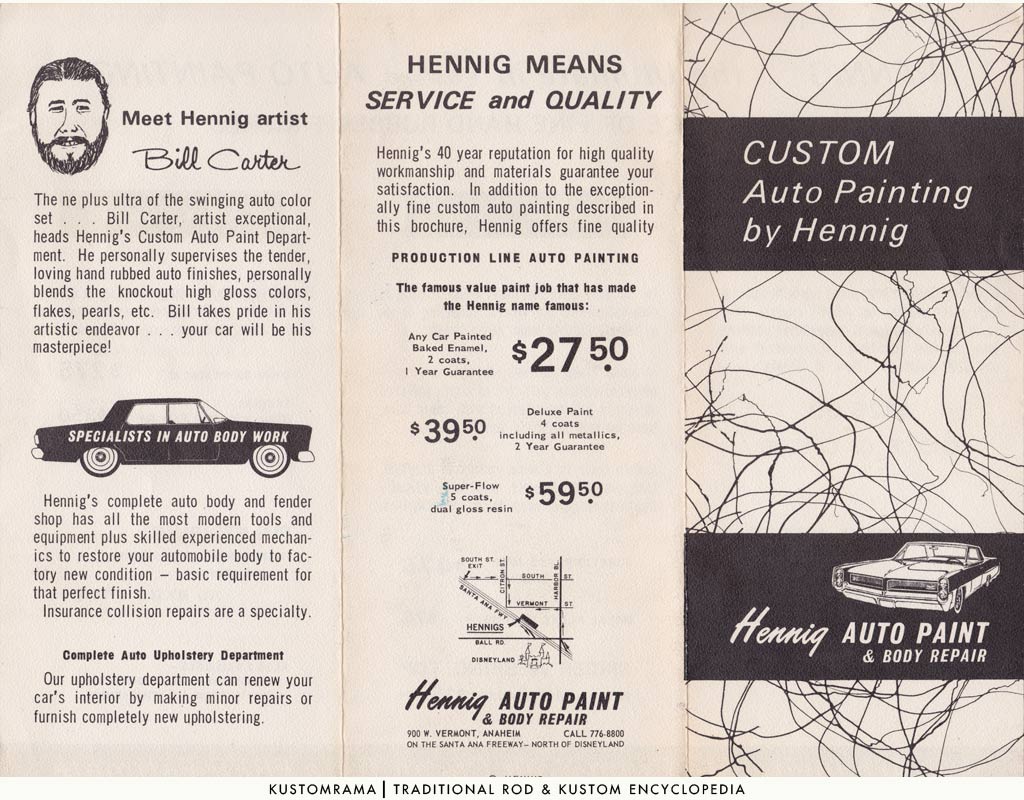 Meet Hennig artist
Bill Carter
The ne plus ultra of the swinging auto color
set . . . Bill Carter, artist exceptional,
heads Hennig's Custom Auto Paint Depart-
ment. He personally supervises the tender,
loving hand rubbed auto finishes, personally
blends the knockout high gloss colors,
flakes, pearls, etc. Bill takes pride in his
artistic endeavor . . . your car will be his
masterpiece!
SPECIALISTS IN AUTO BODY WORK
Hennig's complete auto body and fender
shop has all the most modern tools and
equipment plus skilled experienced mechan-
ics to restore your automobile body to fac-
tory new condition – basic requirement for
that perfect finish.
Insurance collision repairs are a specialty.
Complete Auto Upholstery Department
Our upholstery department can renew your
car's interior by making minor repairs or
furnish completely new upholstering.
HENNIG MEANS
SERVICE and QUALITY
Hennig's 40 year reputation for high quality
workmanship and materials guarantee your
satisfaction. In addition to the exception-
ally fine custom auto painting described in
this brochure, Hennig offers fine quality
PRODUCTION LINE AUTO PAINTING
The famous value paint job that has made
the Hennig name famous:
Any Car Painted
Baked Enamel,
2 coats,
1 Year Guarantee
$27.50
$39.50
Deluxe Paint
4 coats
including all metallics,
2 Year Guarantee
Super-Flow
5 coats,
dual gloss resin
$59.50
SOUTH ST.
EXIT
CITRON ST.
SOUTH ST.
HARBOR BL.
SANTA ANA FWY
VERMONT ST
HENNIGS
BALL RD.
DISNEYLAND
Hennig AUTO PAINT
& BODY REPAIR
900 W. VERMONT, ANAHEIM CALL 776-8800
ON THE SANTA ANA FREEWAY– NORTH OF DISNEYLAND
CUSTOM
Auto Painting
by Hennig
Hennig AUTO PAINT
& BODY REPAIR
KUSTOMRAMA | TRADITIONAL ROD & KUSTOM ENCYCLOPEDIA